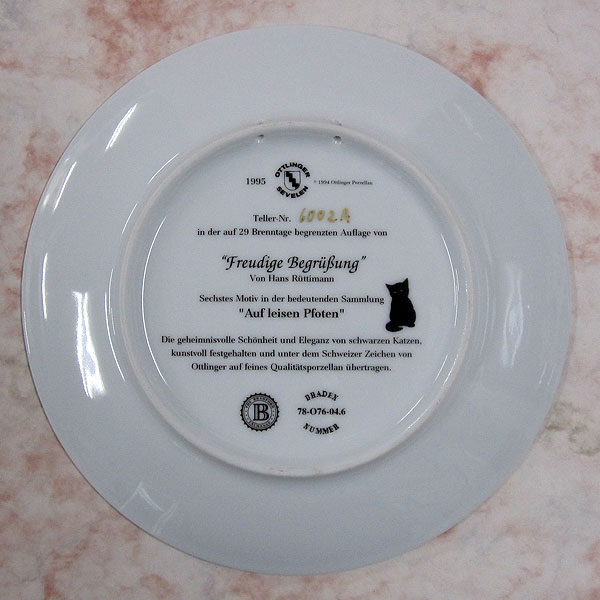 1995
OTTLINGER
SEVELEN
© 1994 Ottlinger Porzellan
Teller-Nr. 6002A
in der auf 29 Brenntage begrenzten Auflage von
"Freudige Begrüßung"
Von Hans Rüttimann
Sechstes Motiv in der bedeutenden Sammlung
"Auf leisen Pfoten"
Die geheimnisvolle Schönheit und Eleganz von schwarzen Katzen,
kunstvoll festgehalten und unter dem Schweizer Zeichen von
Ottlinger auf feines Qualitätsporzellan übertragen.
B
BRADEX
78-O76-04.6
NUMMER